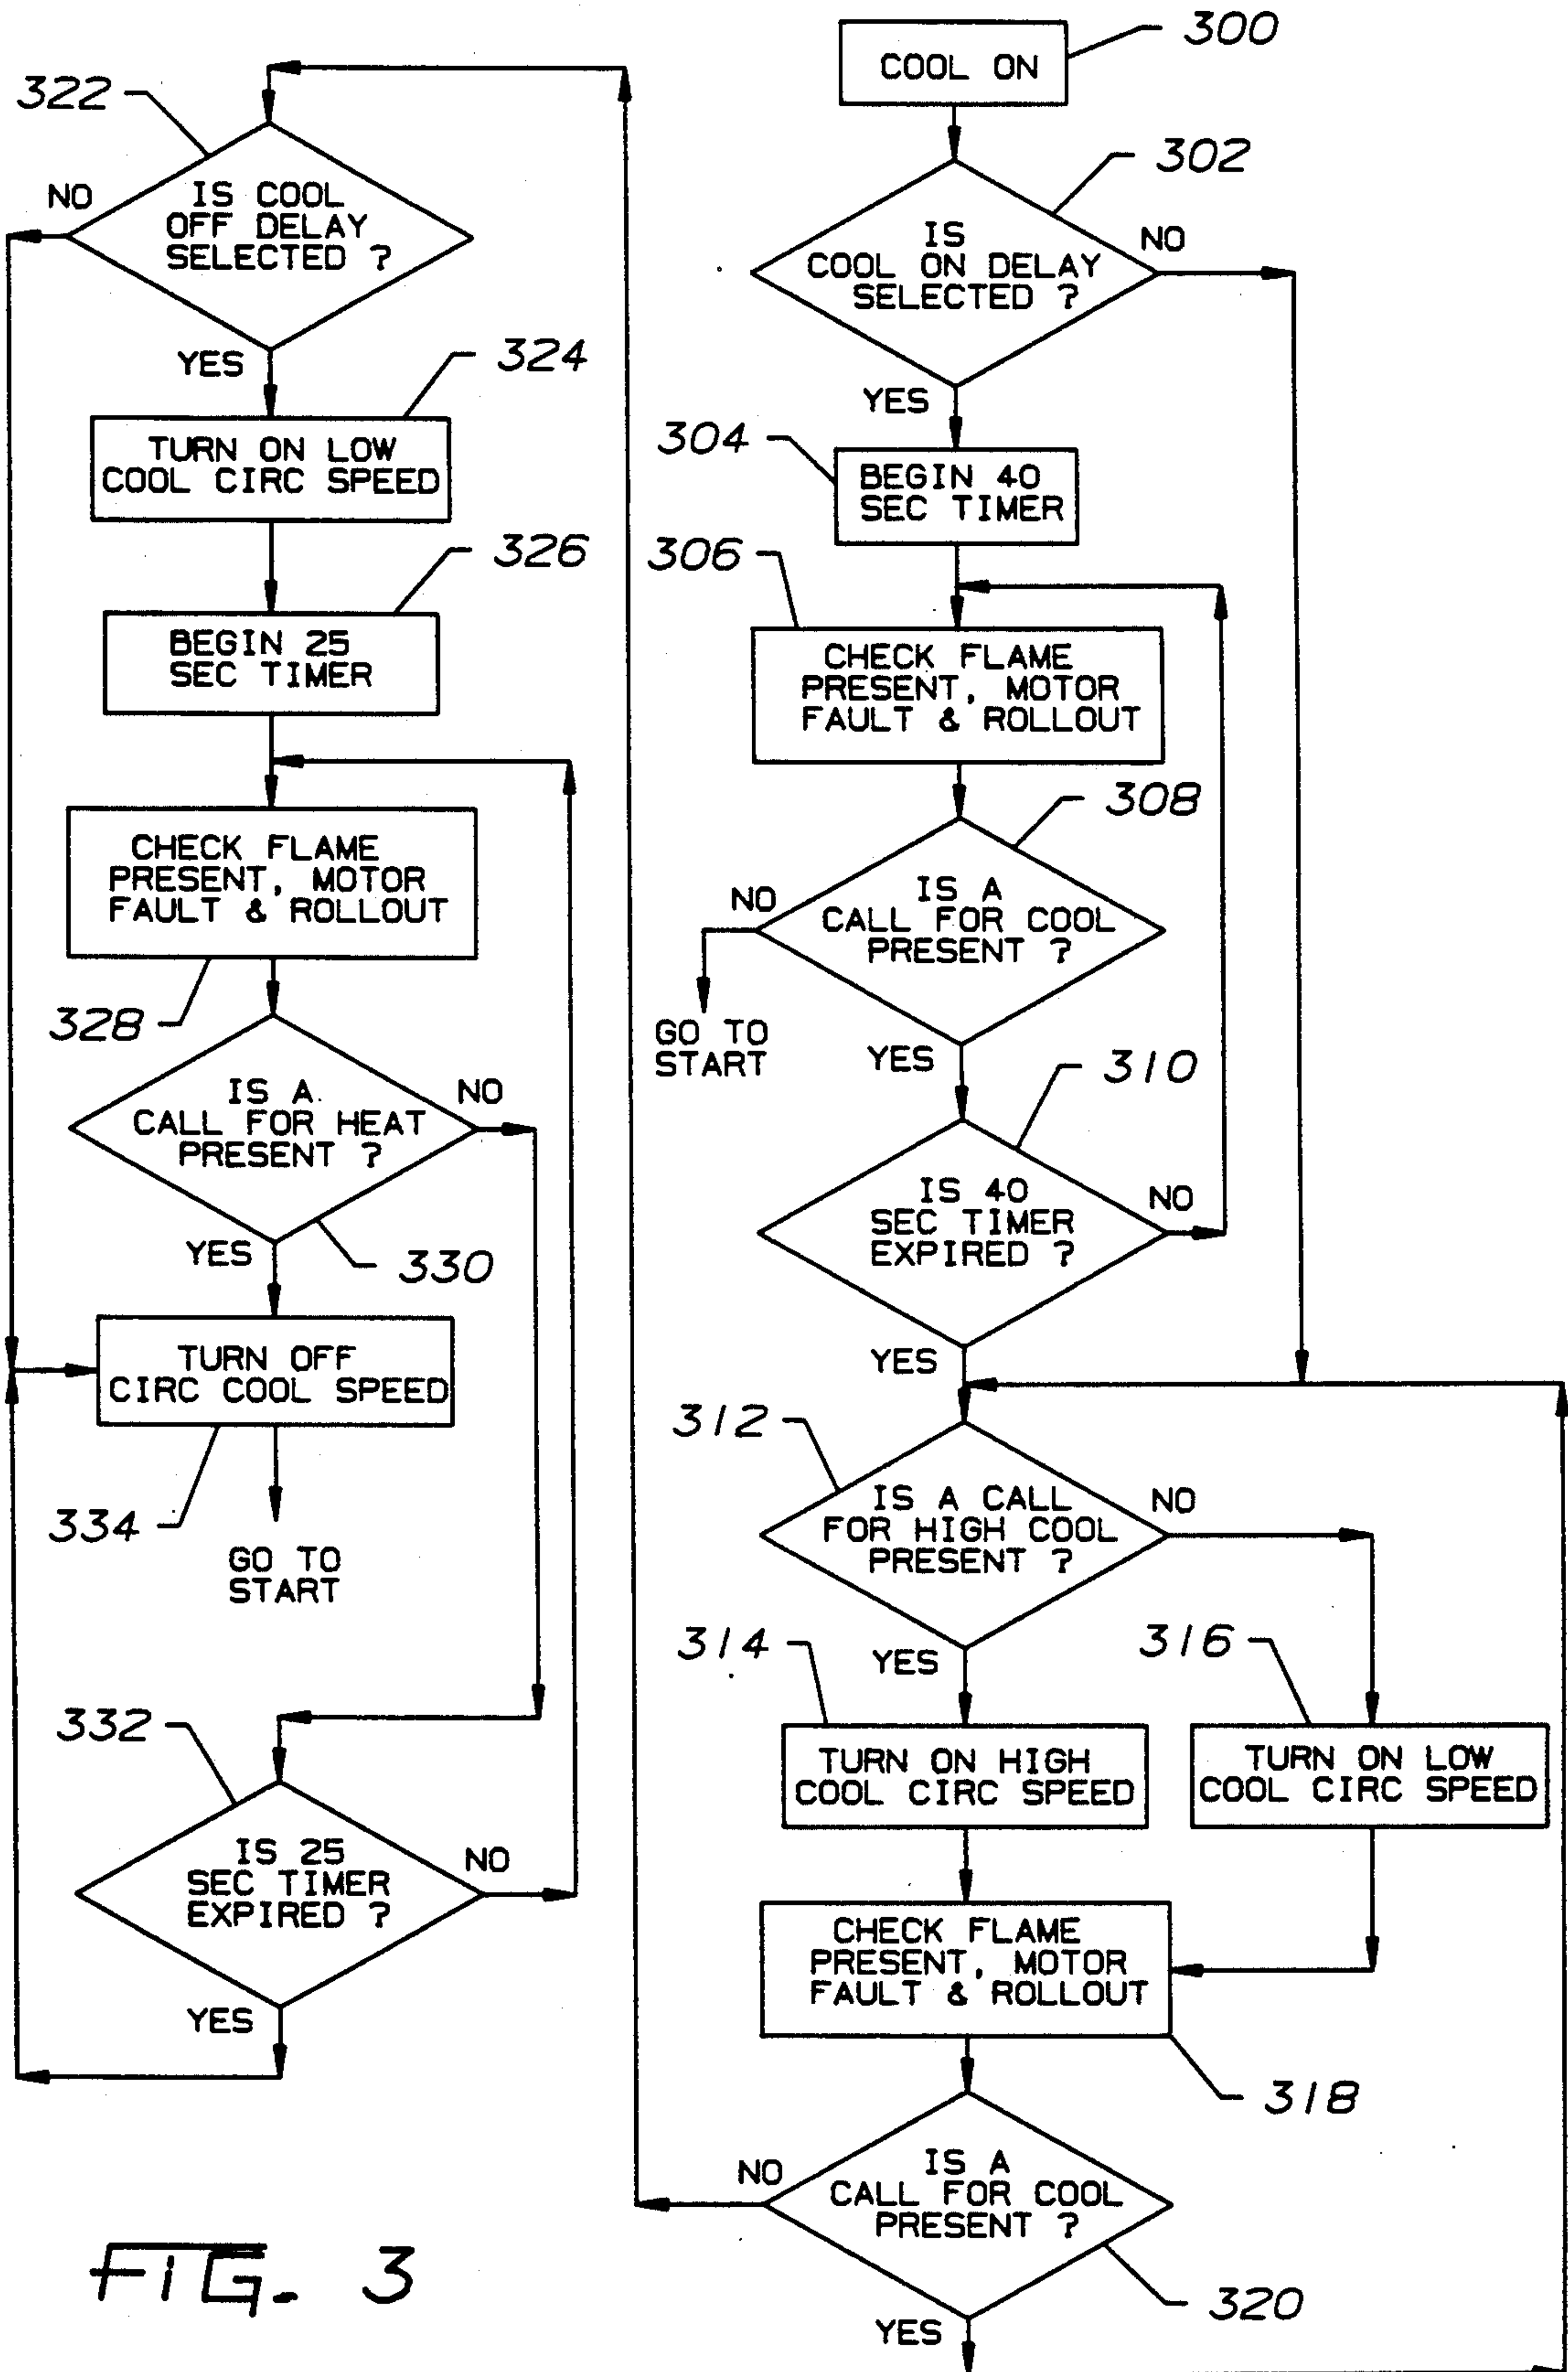 300
COOL ON
302
IS
COOL ON DELAY
SELECTED ?
NO
YES
304
BEGIN 40
SEC TIMER
306
CHECK FLAME
PRESENT, MOTOR
FAULT & ROLLOUT
308
IS A
CALL FOR COOL
PRESENT ?
NO
GO TO
START
YES
310
IS 40
SEC TIMER
EXPIRED ?
NO
YES
312
IS A CALL
FOR HIGH COOL
PRESENT ?
NO
YES
314
TURN ON HIGH
COOL CIRC SPEED
316
TURN ON LOW
COOL CIRC SPEED
CHECK FLAME
PRESENT, MOTOR
FAULT & ROLLOUT
318
IS A
CALL FOR COOL
PRESENT ?
NO
320
YES
322
IS COOL
OFF DELAY
SELECTED ?
NO
YES
324
TURN ON LOW
COOL CIRC SPEED
326
BEGIN 25
SEC TIMER
CHECK FLAME
PRESENT, MOTOR
FAULT & ROLLOUT
328
IS A
CALL FOR HEAT
PRESENT ?
NO
YES
330
TURN OFF
CIRC COOL SPEED
334
GO TO
START
332
IS 25
SEC TIMER
EXPIRED ?
NO
YES
FIG. 3